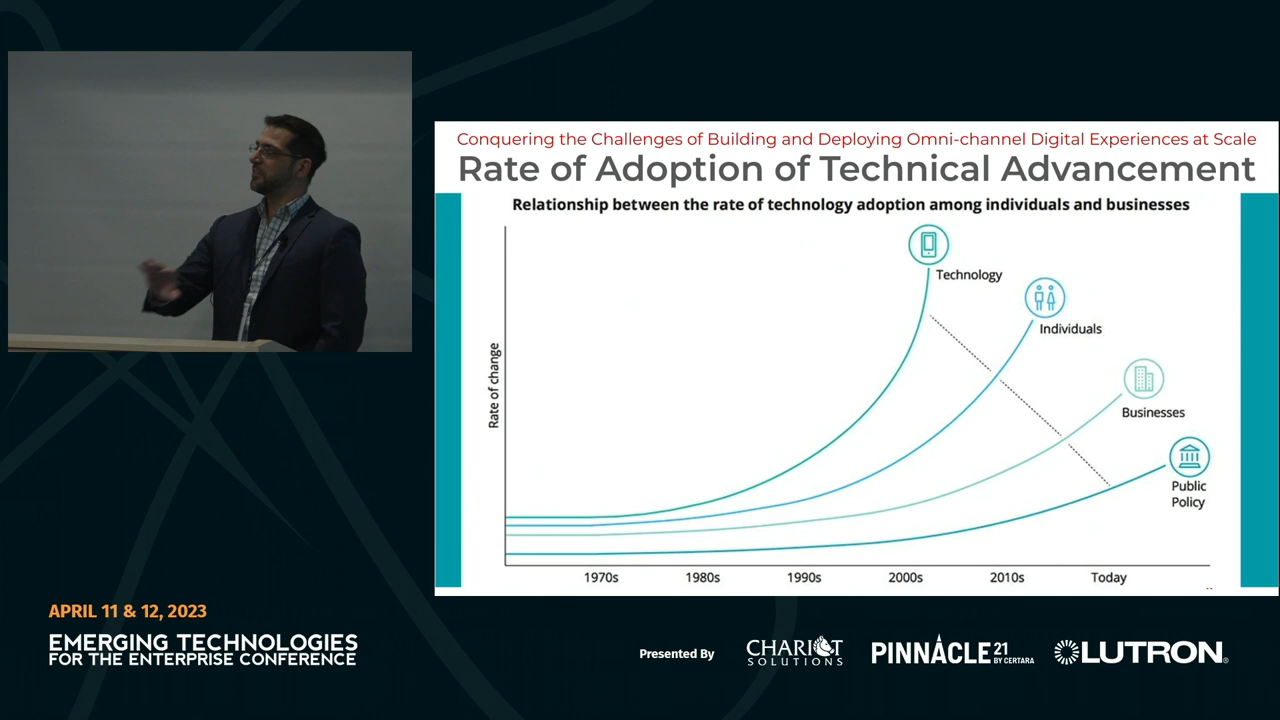 Conquering the Challenges of Building and Deploying Omni-channel Digital Experiences at Scale
Rate of Adoption of Technical Advancement
Relationship between the rate of technology adoption among individuals and businesses
Technology
Individuals
Businesses
Public
Policy
Rate of change
1970s
1980s
1990s
2000s
2010s
Today
APRIL 11 & 12, 2023
EMERGING TECHNOLOGIES
FOR THE ENTERPRISE CONFERENCE
Presented By
CHARIOT
SOLUTIONS
PINNACLE 21
BY CERTARA
LUTRON®